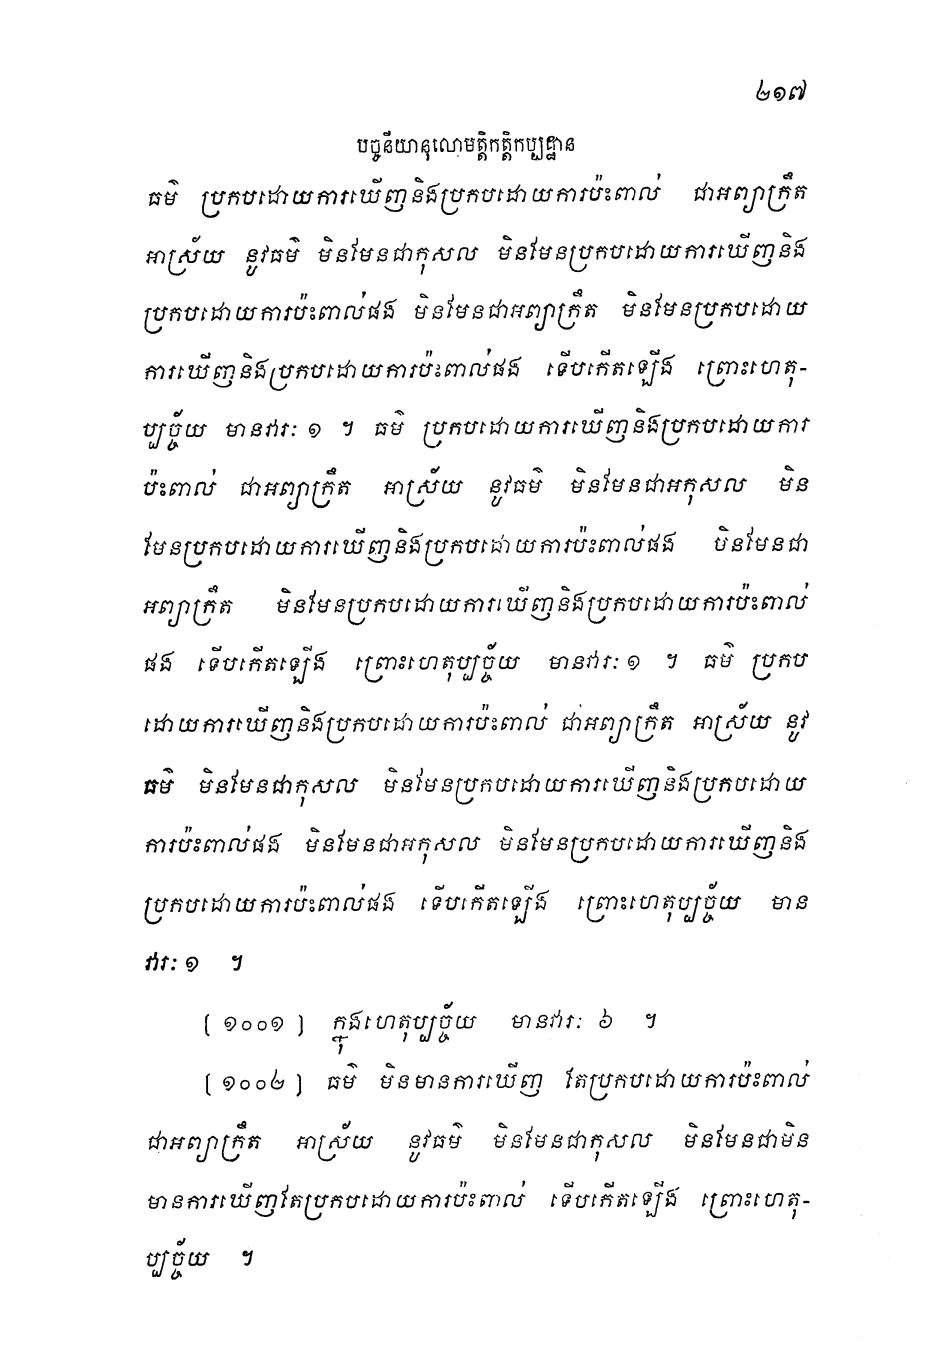 ២១៧
បច្ចនីយានុលោមត្តិកត្តិកប្បដ្ឋាន
ធម៌ ប្រកបដោយការឃើញនិងប្រកបដោយការប៉ះពាល់ ជាអព្យាក្រឹត
អាស្រ័យ នូវធម៌ មិនមែនជាកុសល មិនមែនប្រកបដោយការឃើញនិង
ប្រកបដោយការប៉ះពាល់ផង មិនមែនជាអព្យាក្រឹត មិនមែនប្រកបដោយ
ការឃើញនិងប្រកបដោយការប៉ះពាល់ផង ទើបកើតឡើង ព្រោះហេតុ-
ប្បច្ច័យ មានវារៈ ១ ។ ធម៌ ប្រកបដោយការឃើញនិងប្រកបដោយការ
ប៉ះពាល់ ជាអព្យាក្រឹត អាស្រ័យ នូវធម៌ មិនមែនជាអកុសល មិន
មែនប្រកបដោយការឃើញនិងប្រកបដោយការប៉ះពាល់ផង មិនមែនជា
អព្យាក្រឹត មិនមែនប្រកបដោយការឃើញនិងប្រកបដោយការប៉ះពាល់
ផង ទើបកើតឡើង ព្រោះហេតុប្បច្ច័យ មានវារៈ ១ ។ ធម៌ ប្រកប
ដោយការឃើញនិងប្រកបដោយការប៉ះពាល់ ជាអព្យាក្រឹត អាស្រ័យ នូវ
ធម៌ មិនមែនជាកុសល មិនមែនប្រកបដោយការឃើញនិងប្រកបដោយ
ការប៉ះពាល់ផង មិនមែនជាអកុសល មិនមែនប្រកបដោយការឃើញនិង
ប្រកបដោយការប៉ះពាល់ផង ទើបកើតឡើង ព្រោះហេតុប្បច្ច័យ មាន
វារៈ ១ ។
[ ១០០១ ] ក្នុងហេតុប្បច្ច័យ មានវារៈ ៦ ។
[ ១០០២ ] ធម៌ មិនមានការឃើញ តែប្រកបដោយការប៉ះពាល់
ជាអព្យាក្រឹត អាស្រ័យ នូវធម៌ មិនមែនជាកុសល មិនមែនជាមិន
មានការឃើញតែប្រកបដោយការប៉ះពាល់ ទើបកើតឡើង ព្រោះហេតុ-
ប្បច្ច័យ ។